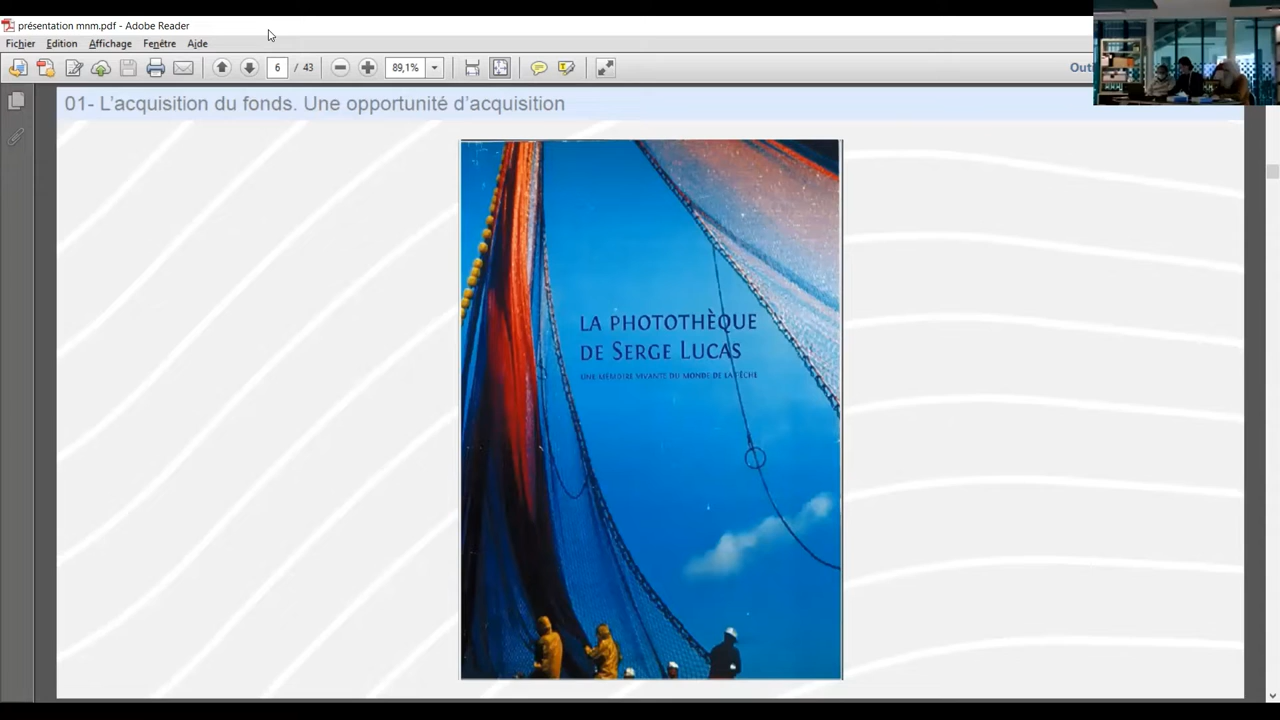 présentation mnm.pdf - Adobe Reader
Fichier Edition Affichage Fenêtre Aide
6 / 43 89,1% Outi
01- L'acquisition du fonds. Une opportunité d'acquisition
LA PHOTOTHÈQUE
DE SERGE LUCAS
UNE MÉMOIRE VIVANTE DU MONDE DE LA PÊCHE